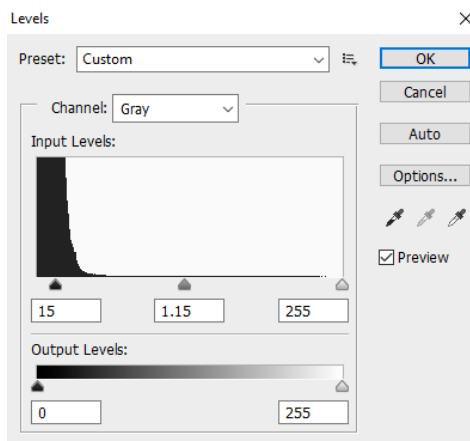 Levels
Preset: Custom
OK
Cancel
Channel: Gray
Auto
Input Levels:
Options...
Preview
15 1.15 255
Output Levels:
0 255